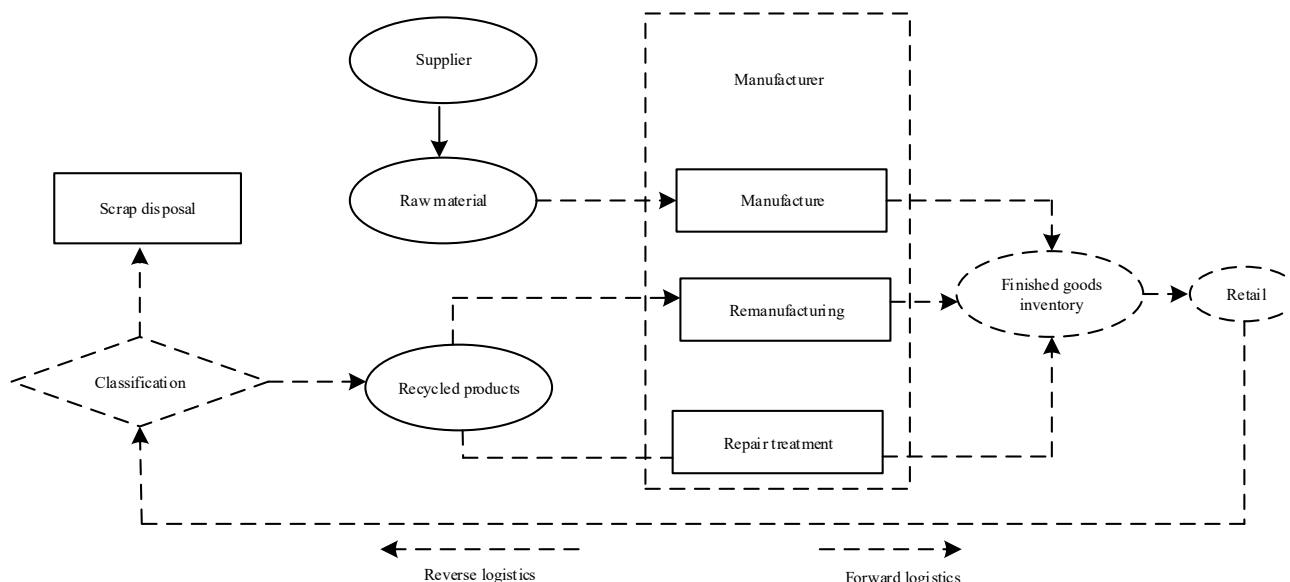 Supplier
Manufacturer
Scrap disposal
Raw material
Manufacture
Finished goods
inventory
Retail
Remanufacturing
Classification
Recycled products
Repair treatment
Reverse logistics
Forward logistics